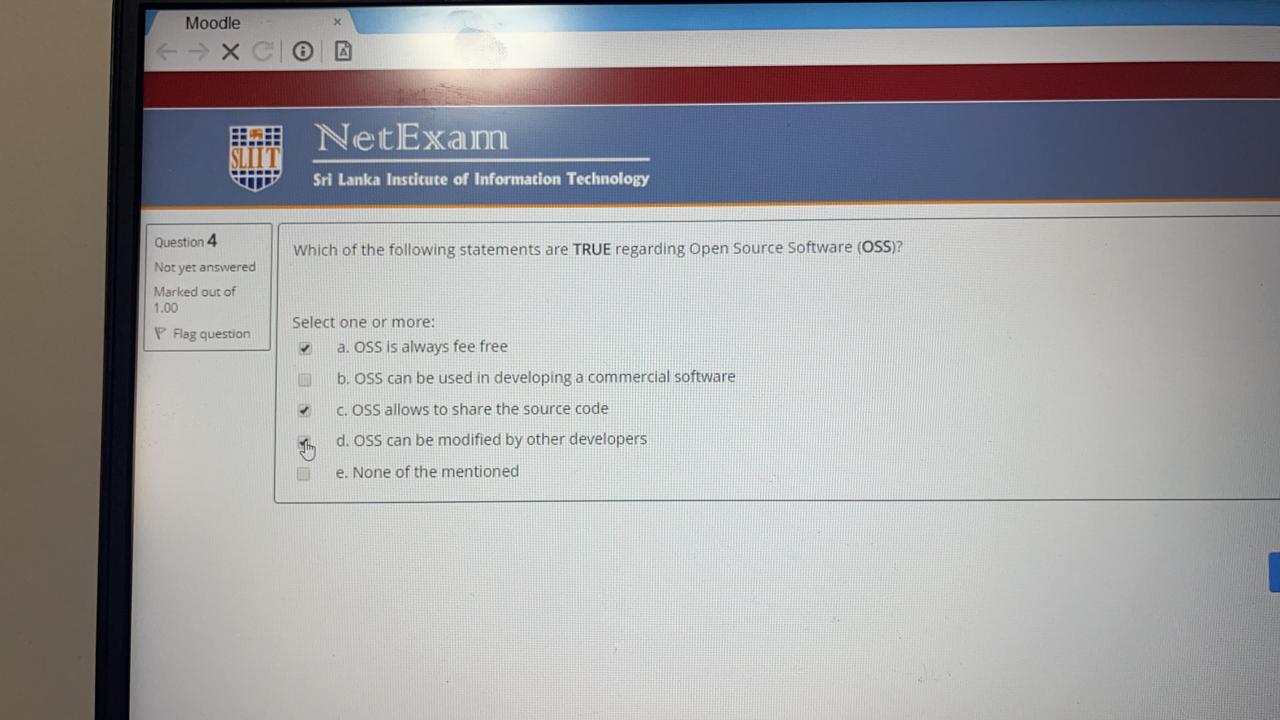 Moodle
SLIIT
NetExam
Sri Lanka Institute of Information Technology
Question 4
Not yet answered
Marked out of
1.00
Flag question
Which of the following statements are TRUE regarding Open Source Software (OSS)?
Select one or more:
a. OSS is always fee free
b. OSS can be used in developing a commercial software
c. OSS allows to share the source code
d. OSS can be modified by other developers
e. None of the mentioned